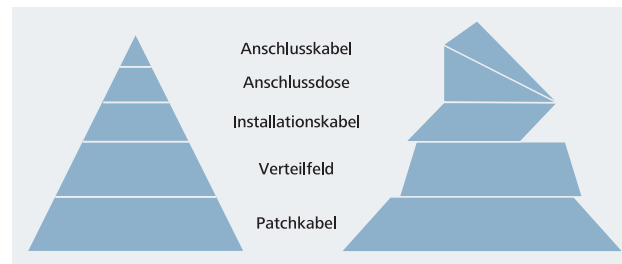 Anschlusskabel
Anschlussdose
Installationskabel
Verteilfeld
Patchkabel